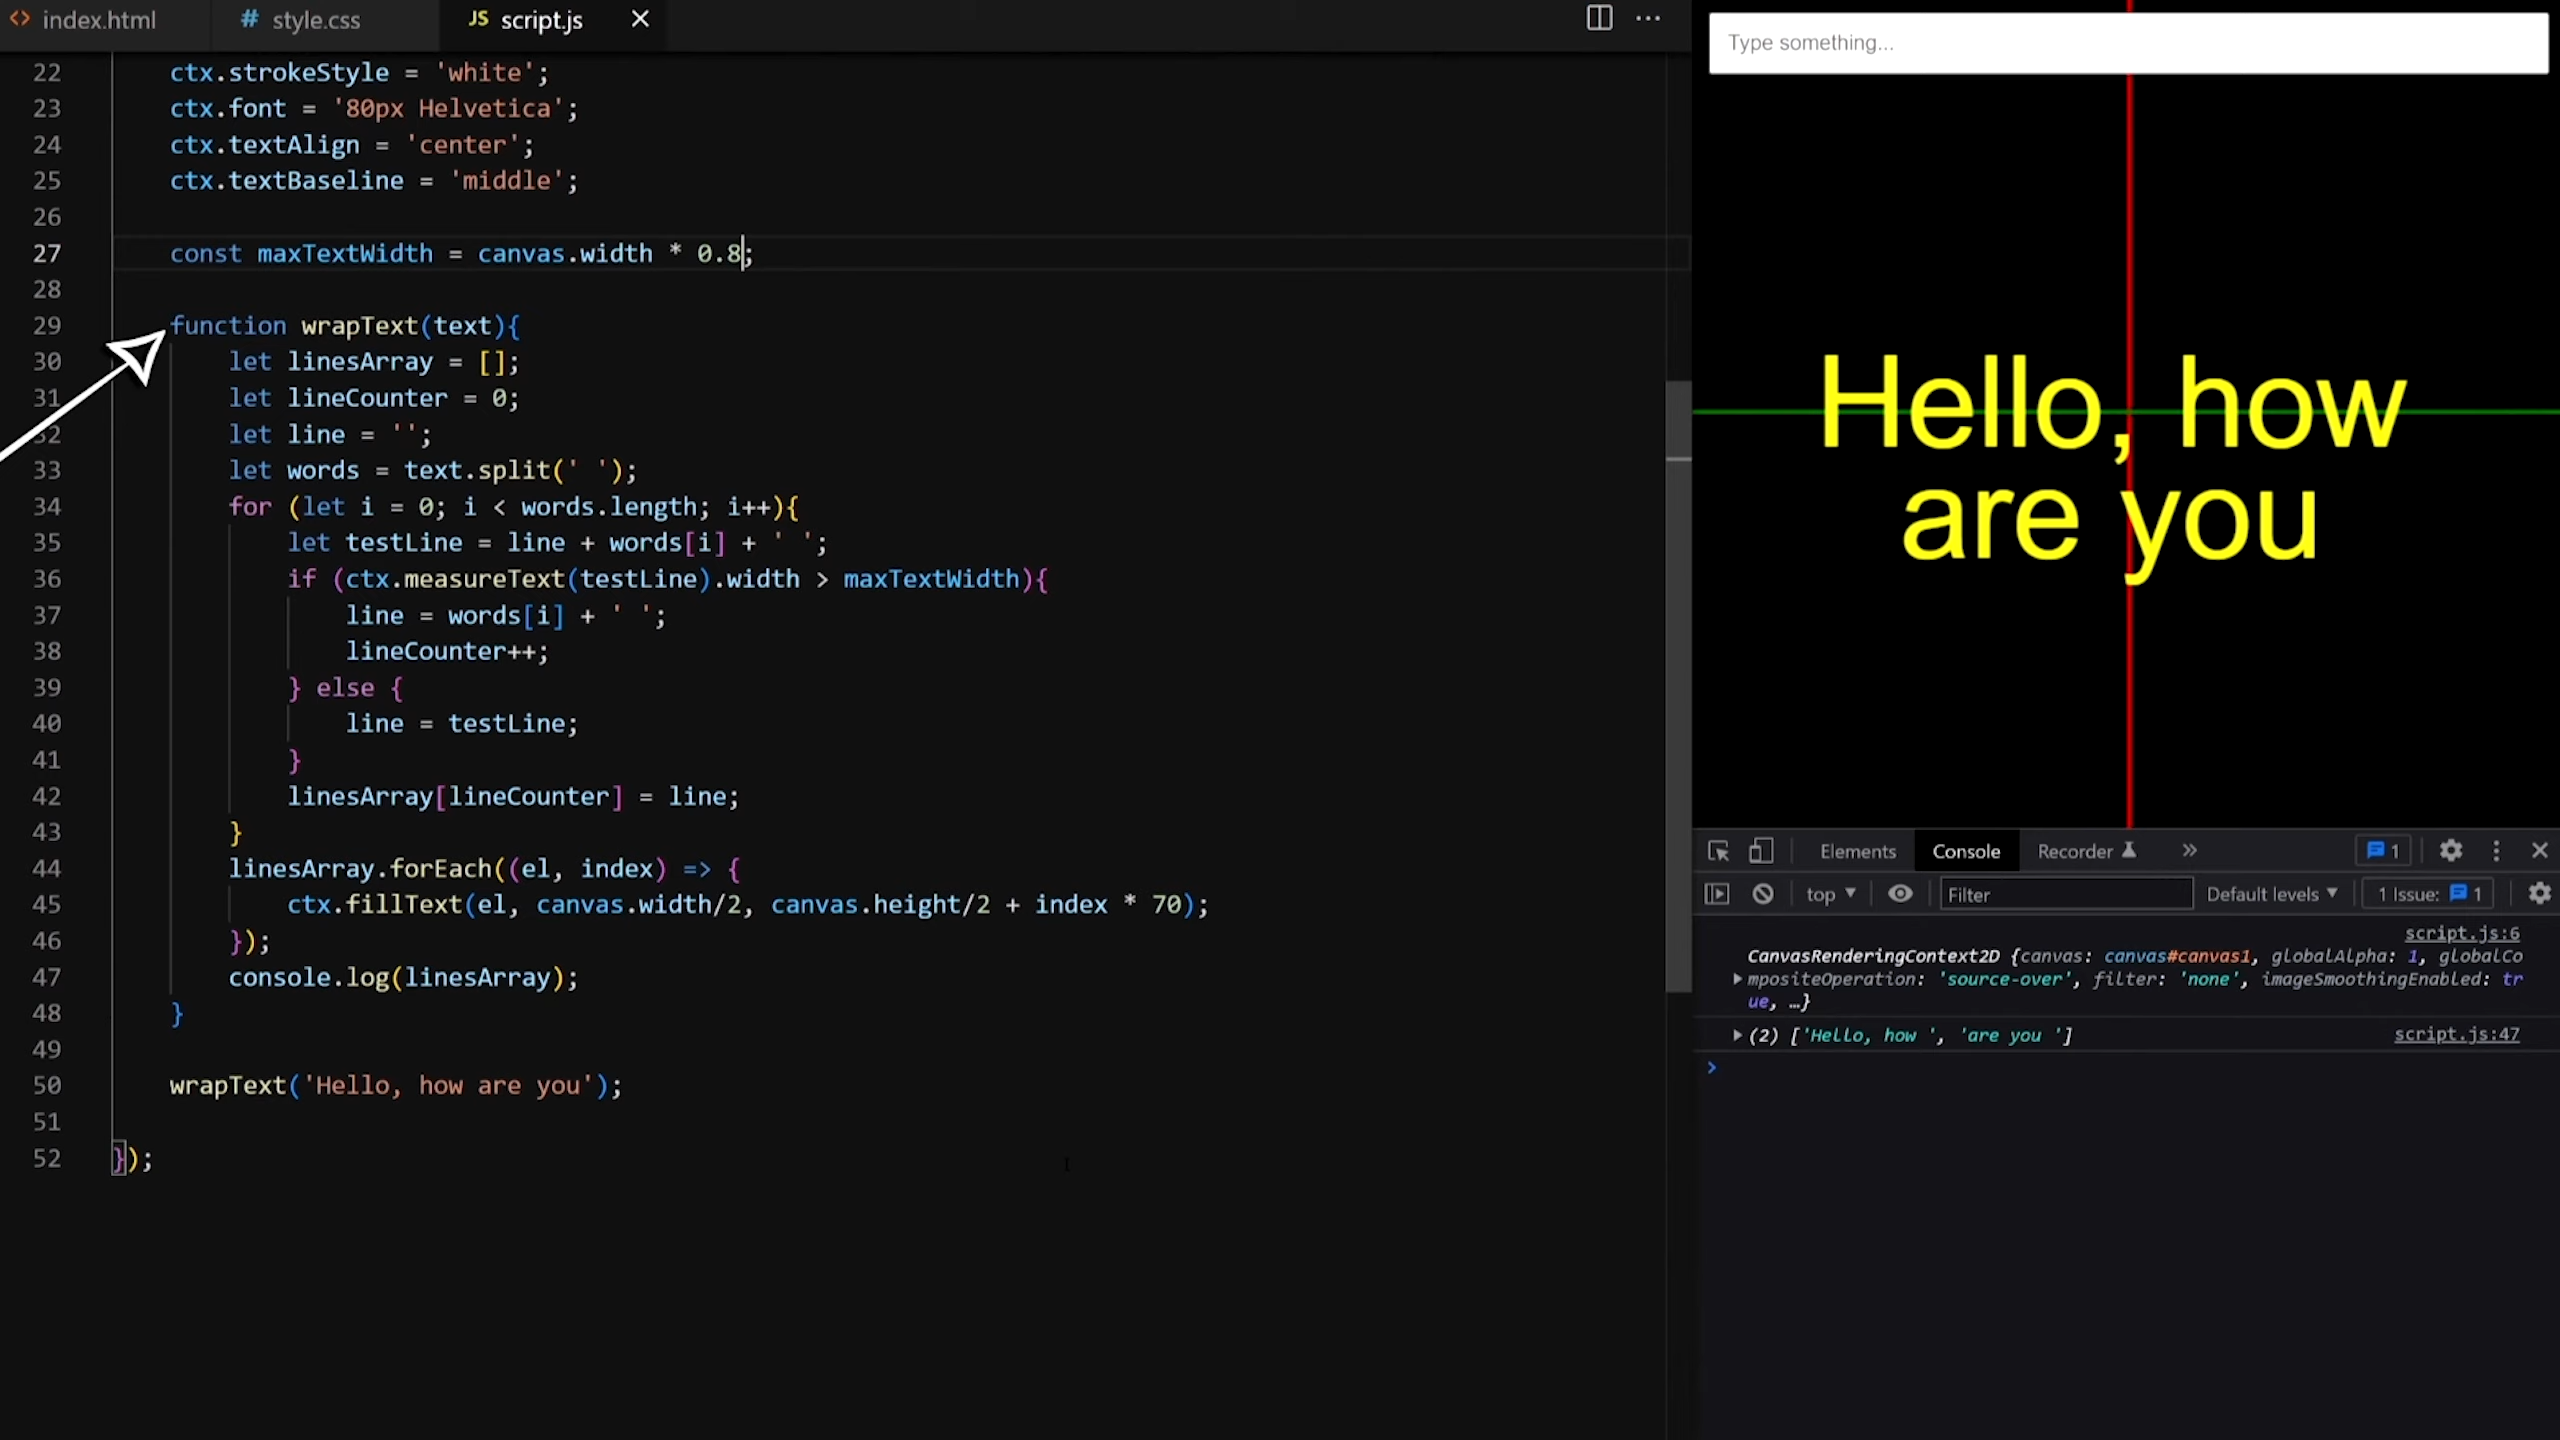 index.html
# style.css
JS script.js
22 ctx.strokeStyle = 'white';
23 ctx.font = '80px Helvetica';
24 ctx.textAlign = 'center';
25 ctx.textBaseline = 'middle';
26
27 const maxTextWidth = canvas.width * 0.8;
28
29 function wrapText(text){
30 let linesArray = [];
31 let lineCounter = 0;
32 let line = '';
33 let words = text.split(' ');
34 for (let i = 0; i < words.length; i++){
35 let testLine = line + words[i] + ' ';
36 if (ctx.measureText(testLine).width > maxTextWidth){
37 line = words[i] + ' ';
38 lineCounter++;
39 } else {
40 line = testLine;
41 }
42 linesArray[lineCounter] = line;
43 }
44 linesArray.forEach((el, index) => {
45 ctx.fillText(el, canvas.width/2, canvas.height/2 + index * 70);
46 });
47 console.log(linesArray);
48 }
49
50 wrapText('Hello, how are you');
51
52 });
Type something...
Hello, how
are you
Elements Console Recorder 1
top Filter Default levels 1 Issue: 1
script.js:6
CanvasRenderingContext2D {canvas: canvas#canvas1, globalAlpha: 1, globalCo
mpositeOperation: 'source-over', filter: 'none', imageSmoothingEnabled: tr
ue, …}
(2) ['Hello, how ', 'are you '] script.js:47